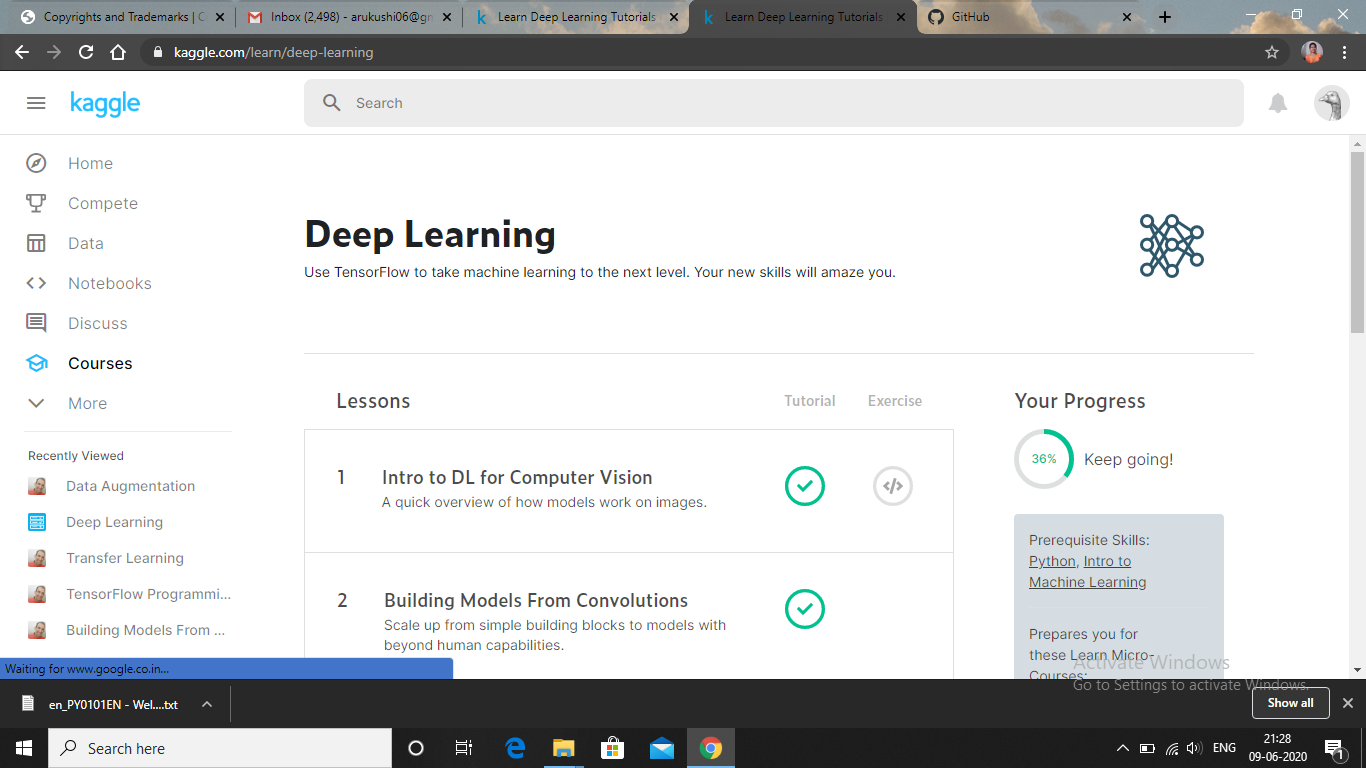 Copyrights and Trademarks | C
Inbox (2,498) - arukushi06@gr
Learn Deep Learning Tutorials
Learn Deep Learning Tutorials
GitHub
kaggle.com/learn/deep-learning
kaggle
Search
Home
Compete
Data
Notebooks
Discuss
Courses
More
Recently Viewed
Data Augmentation
Deep Learning
Transfer Learning
TensorFlow Programmi...
Building Models From ...
Deep Learning
Use TensorFlow to take machine learning to the next level. Your new skills will amaze you.
Lessons
Tutorial
Exercise
1
Intro to DL for Computer Vision
A quick overview of how models work on images.
2
Building Models From Convolutions
Scale up from simple building blocks to models with
beyond human capabilities.
Your Progress
36%
Keep going!
Prerequisite Skills:
Python, Intro to
Machine Learning
Prepares you for
these Learn Micro-
Courses:
Activate Windows
Go to Settings to activate Windows.
Waiting for www.google.co.in...
en_PY0101EN - Wel....txt
Show all
Search here
ENG
21:28
09-06-2020
1